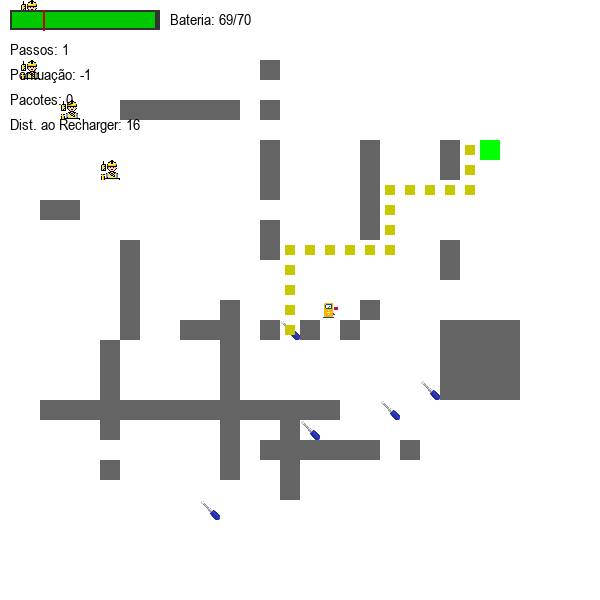 Bateria: 69/70
Passos: 1
Pontuação: -1
Pacotes: 0
Dist. ao Recharger: 16